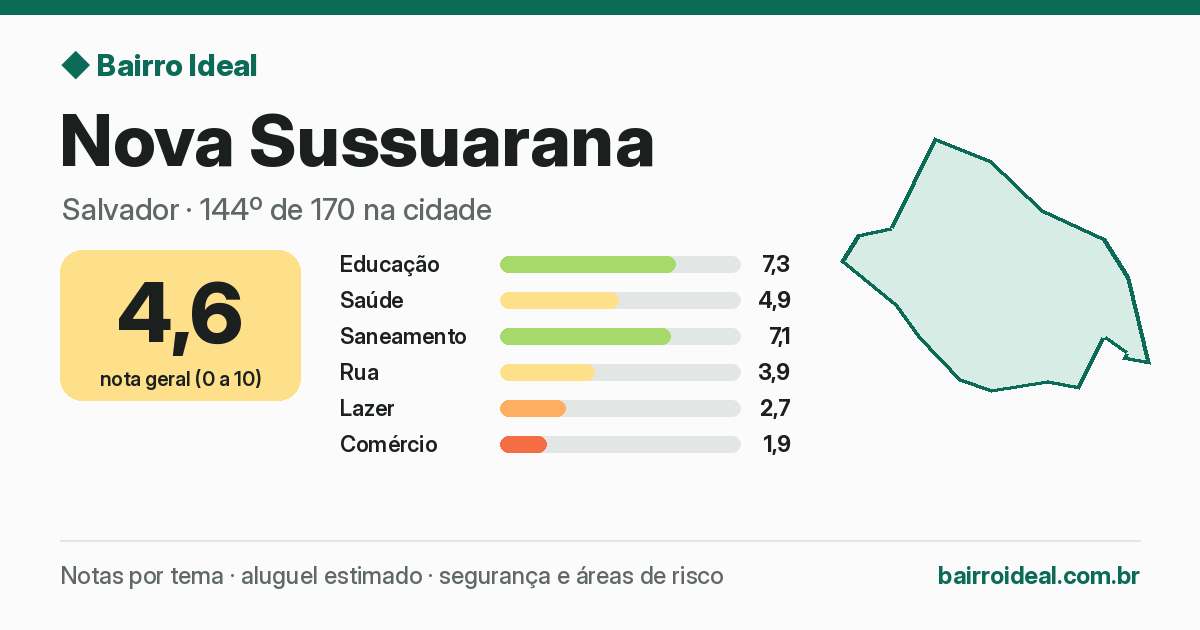 Bairro Ideal
Nova Sussuarana
Salvador · 144º de 170 na cidade
4,6
nota geral (0 a 10)
Educação 7,3
Saúde 4,9
Saneamento 7,1
Rua 3,9
Lazer 2,7
Comércio 1,9
Notas por tema · aluguel estimado · segurança e áreas de risco
bairroideal.com.br